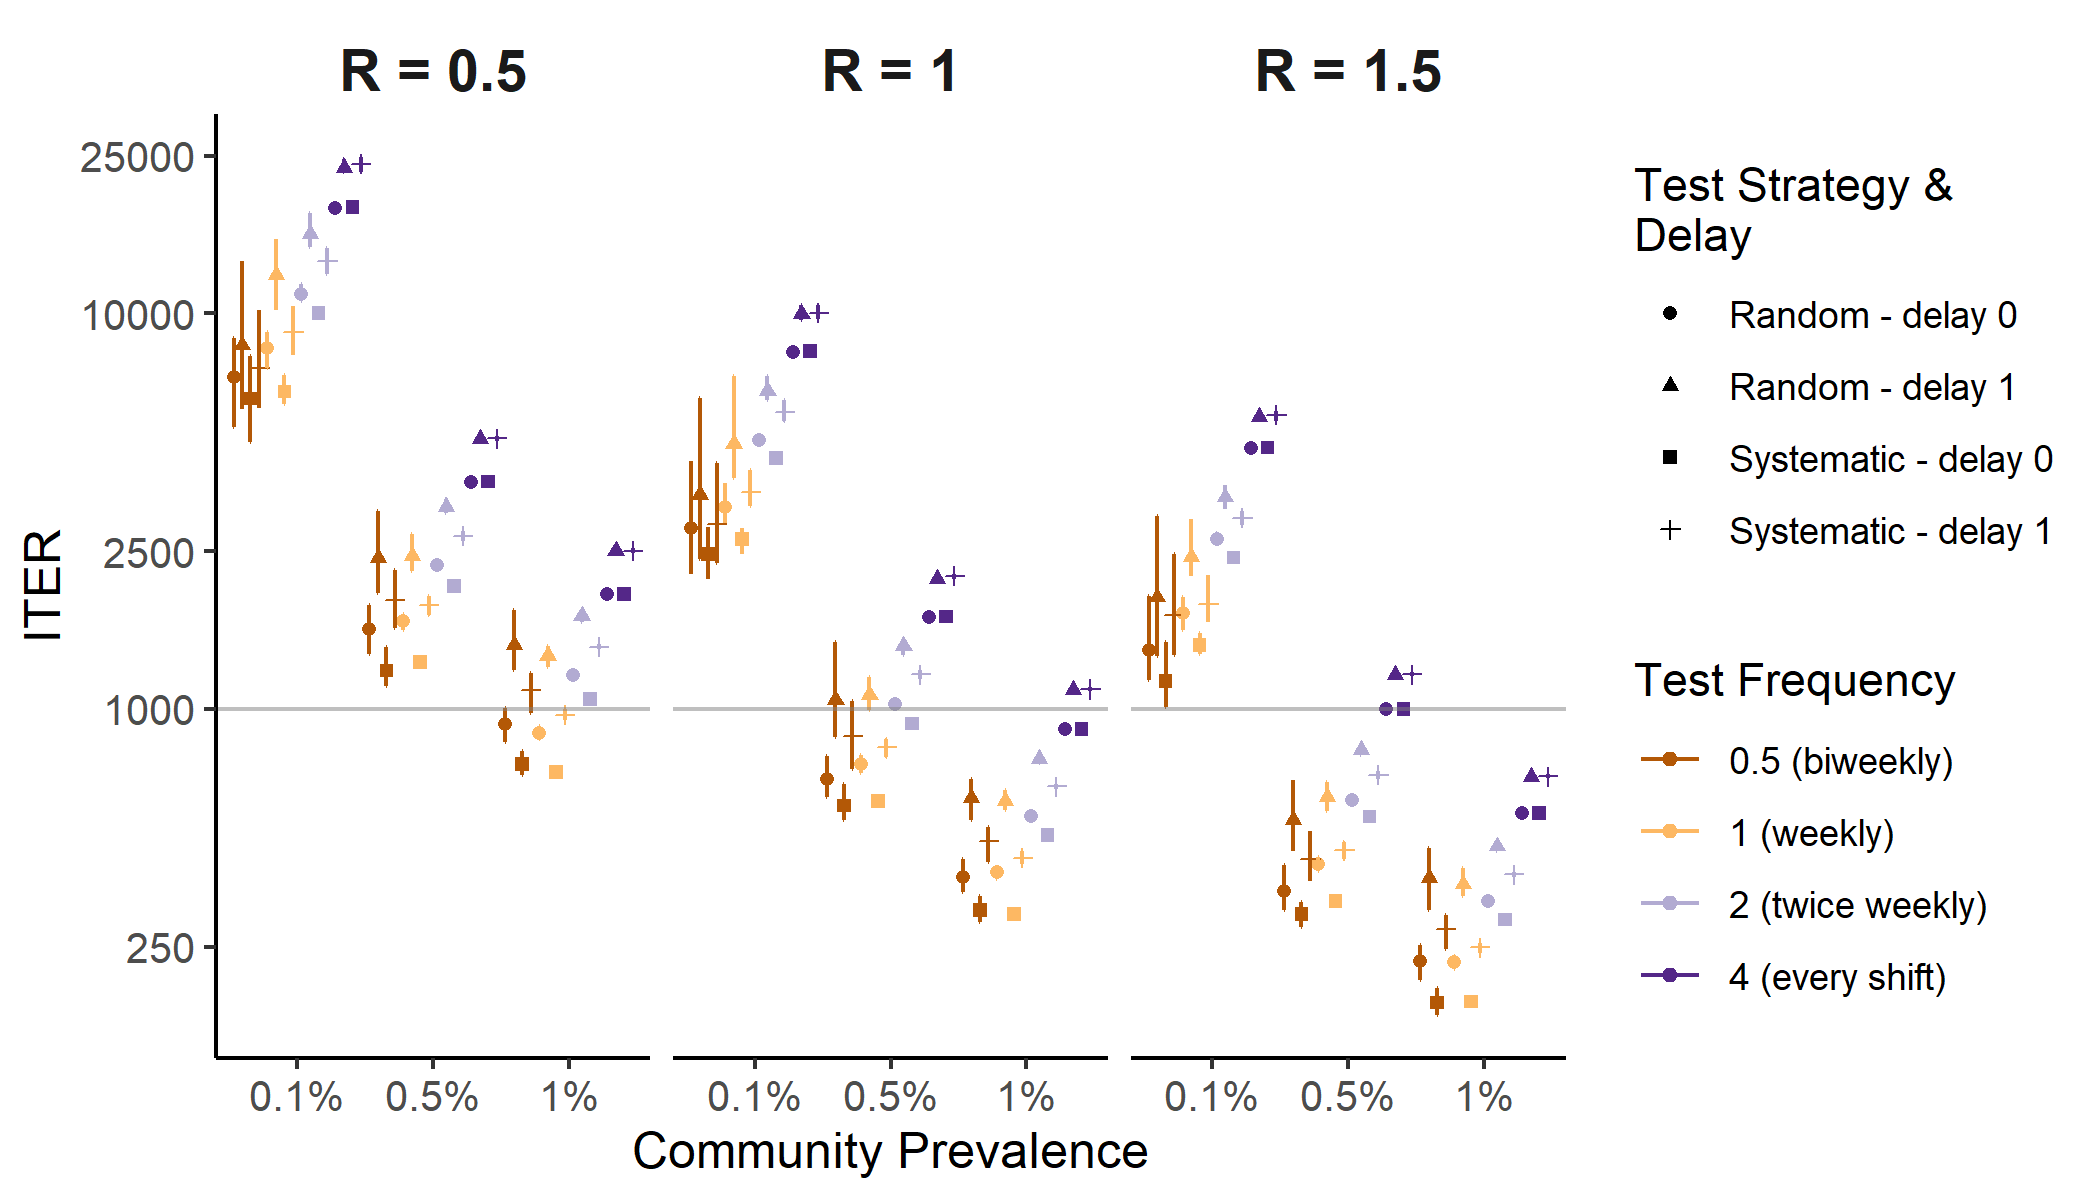 R = 0.5
R = 1
R = 1.5
ITER
25000
10000
2500
1000
250
0.1%
0.5%
1%
0.1%
0.5%
1%
0.1%
0.5%
1%
Community Prevalence
Test Strategy &
Delay
Random - delay 0
Random - delay 1
Systematic - delay 0
Systematic - delay 1
Test Frequency
0.5 (biweekly)
1 (weekly)
2 (twice weekly)
4 (every shift)